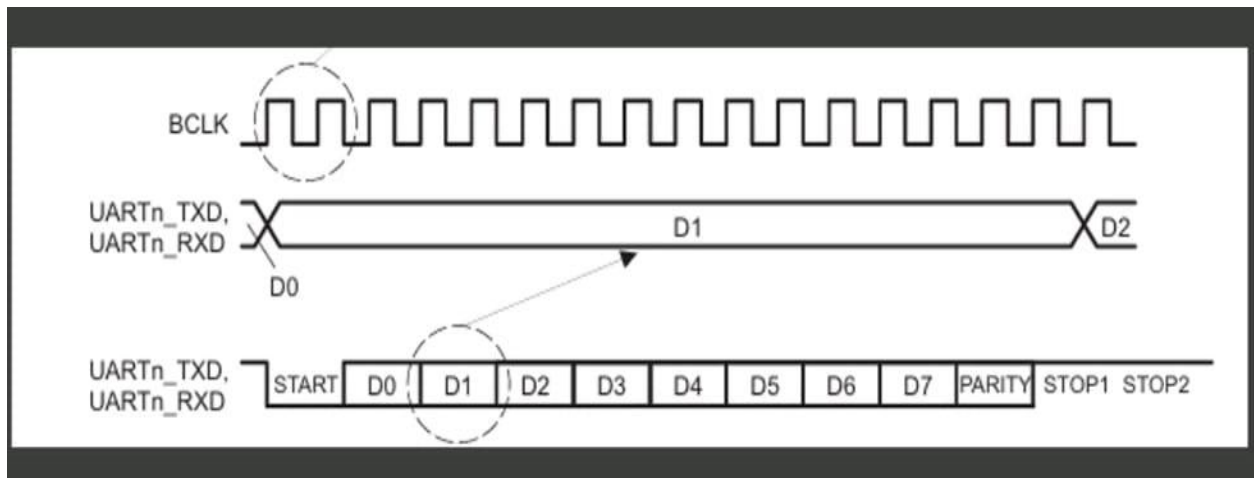 BCLK
UARTn_TXD,
UARTn_RXD
D1
D2
D0
UARTn_TXD,
UARTn_RXD
START D0 D1 D2 D3 D4 D5 D6 D7 PARITY STOP1 STOP2